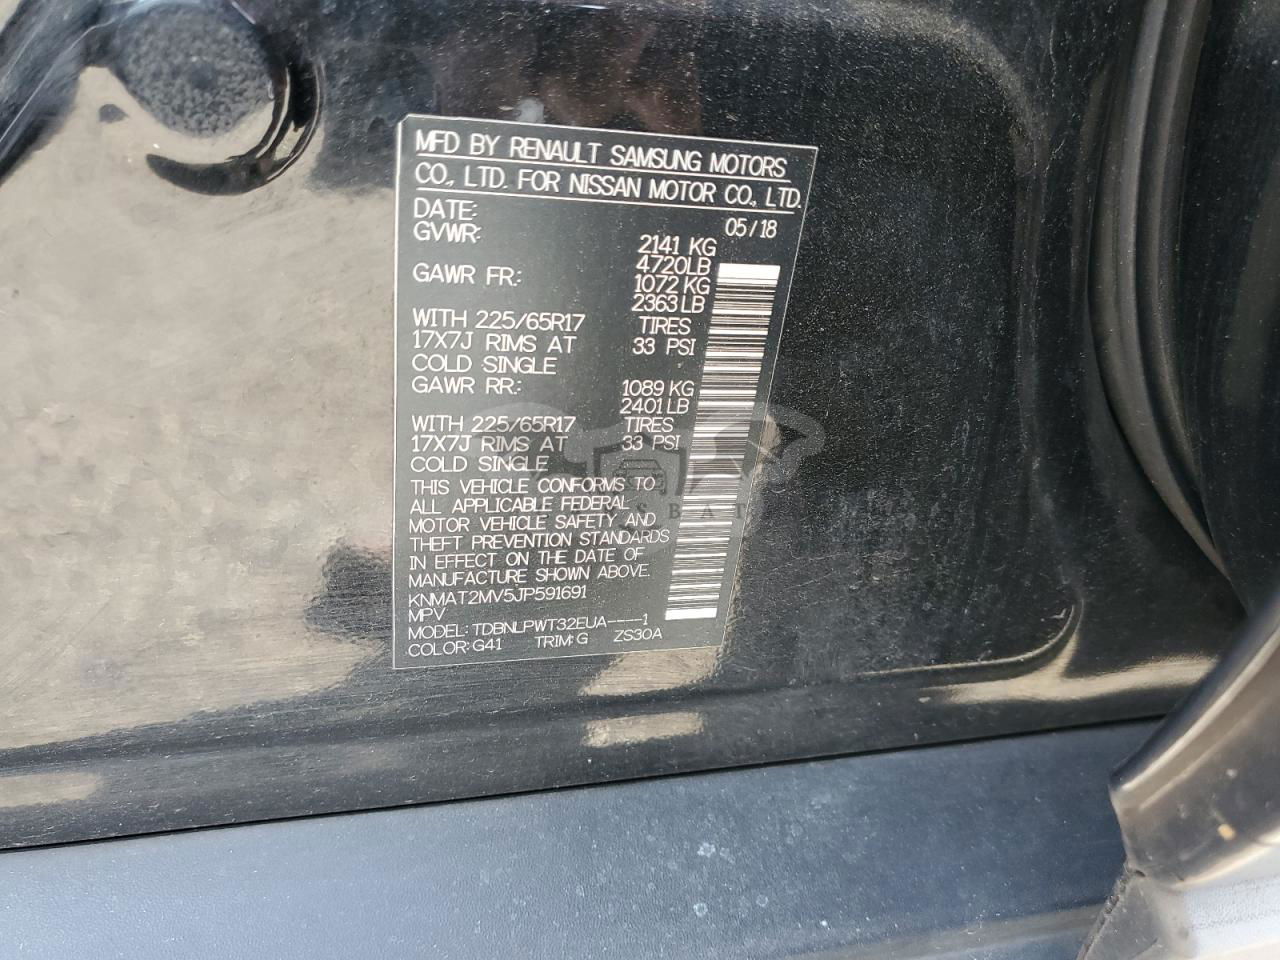 MFD BY RENAULT SAMSUNG MOTORS
CO., LTD. FOR NISSAN MOTOR CO., LTD.
DATE: 05/18
GVWR: 2141 KG
4720LB
GAWR FR: 1072 KG
2363LB
WITH 225/65R17 TIRES
17X7J RIMS AT 33 PSI
COLD SINGLE
GAWR RR: 1089 KG
2401LB
WITH 225/65R17 TIRES
17X7J RIMS AT 33 PSI
COLD SINGLE
THIS VEHICLE CONFORMS TO
ALL APPLICABLE FEDERAL
MOTOR VEHICLE SAFETY AND
THEFT PREVENTION STANDARDS
IN EFFECT ON THE DATE OF
MANUFACTURE SHOWN ABOVE.
KNMAT2MV5JP591691
MPV
MODEL: TDBNLPWT32EUA----1
COLOR: G41 TRIM: G ZS30A